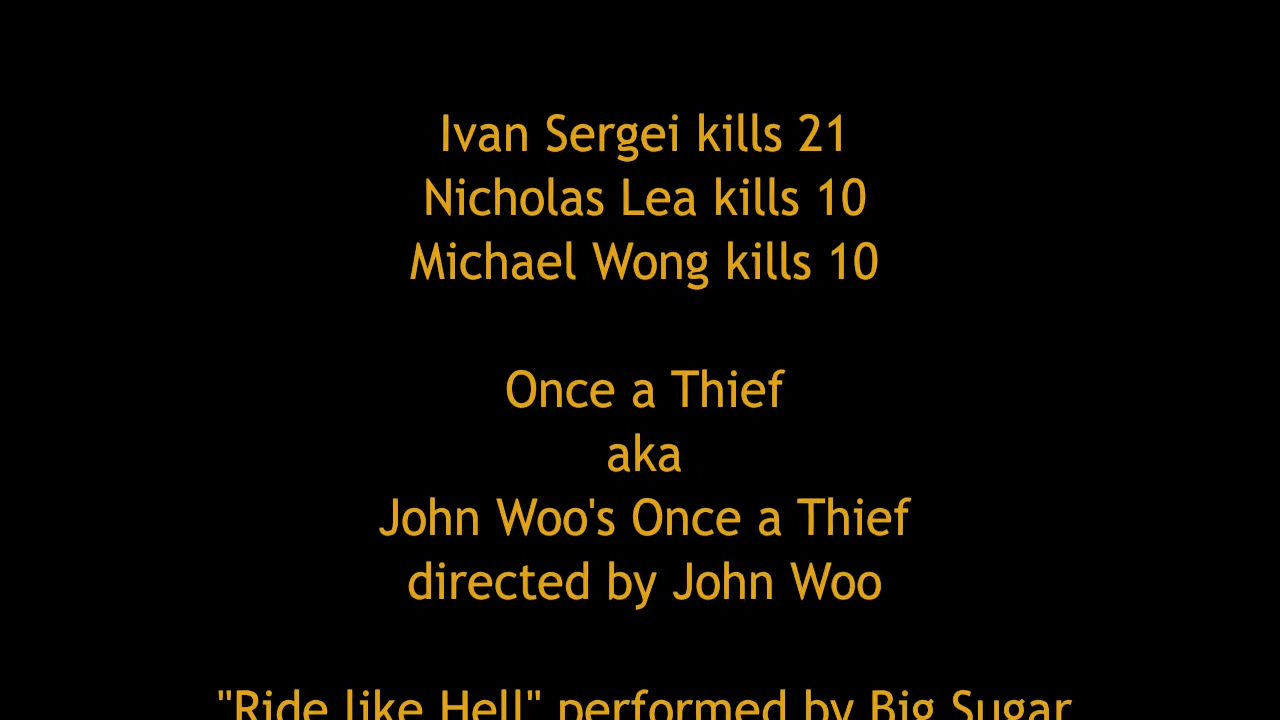 Ivan Sergei kills 21
Nicholas Lea kills 10
Michael Wong kills 10
Once a Thief
aka
John Woo's Once a Thief
directed by John Woo
"Ride like Hell" performed by Big Sugar